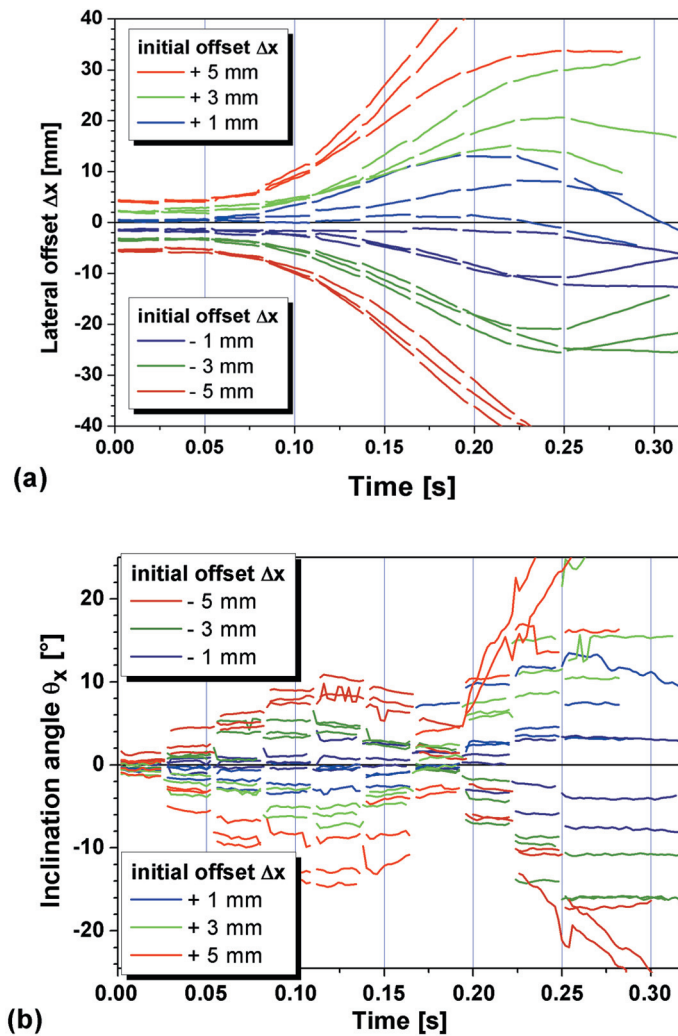 40
30
20
10
0
-10
-20
-30
-40
Lateral offset Δx [mm]
initial offset Δx
+ 5 mm
+ 3 mm
+ 1 mm
initial offset Δx
- 1 mm
- 3 mm
- 5 mm
0.00 0.05 0.10 0.15 0.20 0.25 0.30
(a)
Time [s]
20
10
0
-10
-20
Inclination angle θx [°]
initial offset Δx
- 5 mm
- 3 mm
- 1 mm
initial offset Δx
+ 1 mm
+ 3 mm
+ 5 mm
0.00 0.05 0.10 0.15 0.20 0.25 0.30
(b)
Time [s]